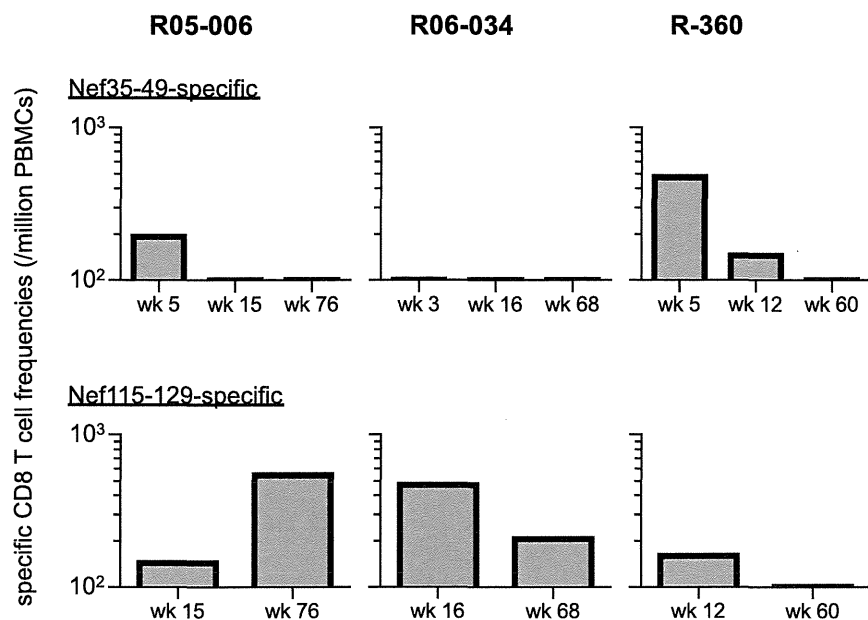 R05-006 R06-034 R-360
specific CD8 T cell frequencies (/million PBMCs)
Nef35-49-specific
10³
10²
wk 5 wk 15 wk 76 wk 3 wk 16 wk 68 wk 5 wk 12 wk 60
Nef115-129-specific
10³
10²
wk 15 wk 76 wk 16 wk 68 wk 12 wk 60